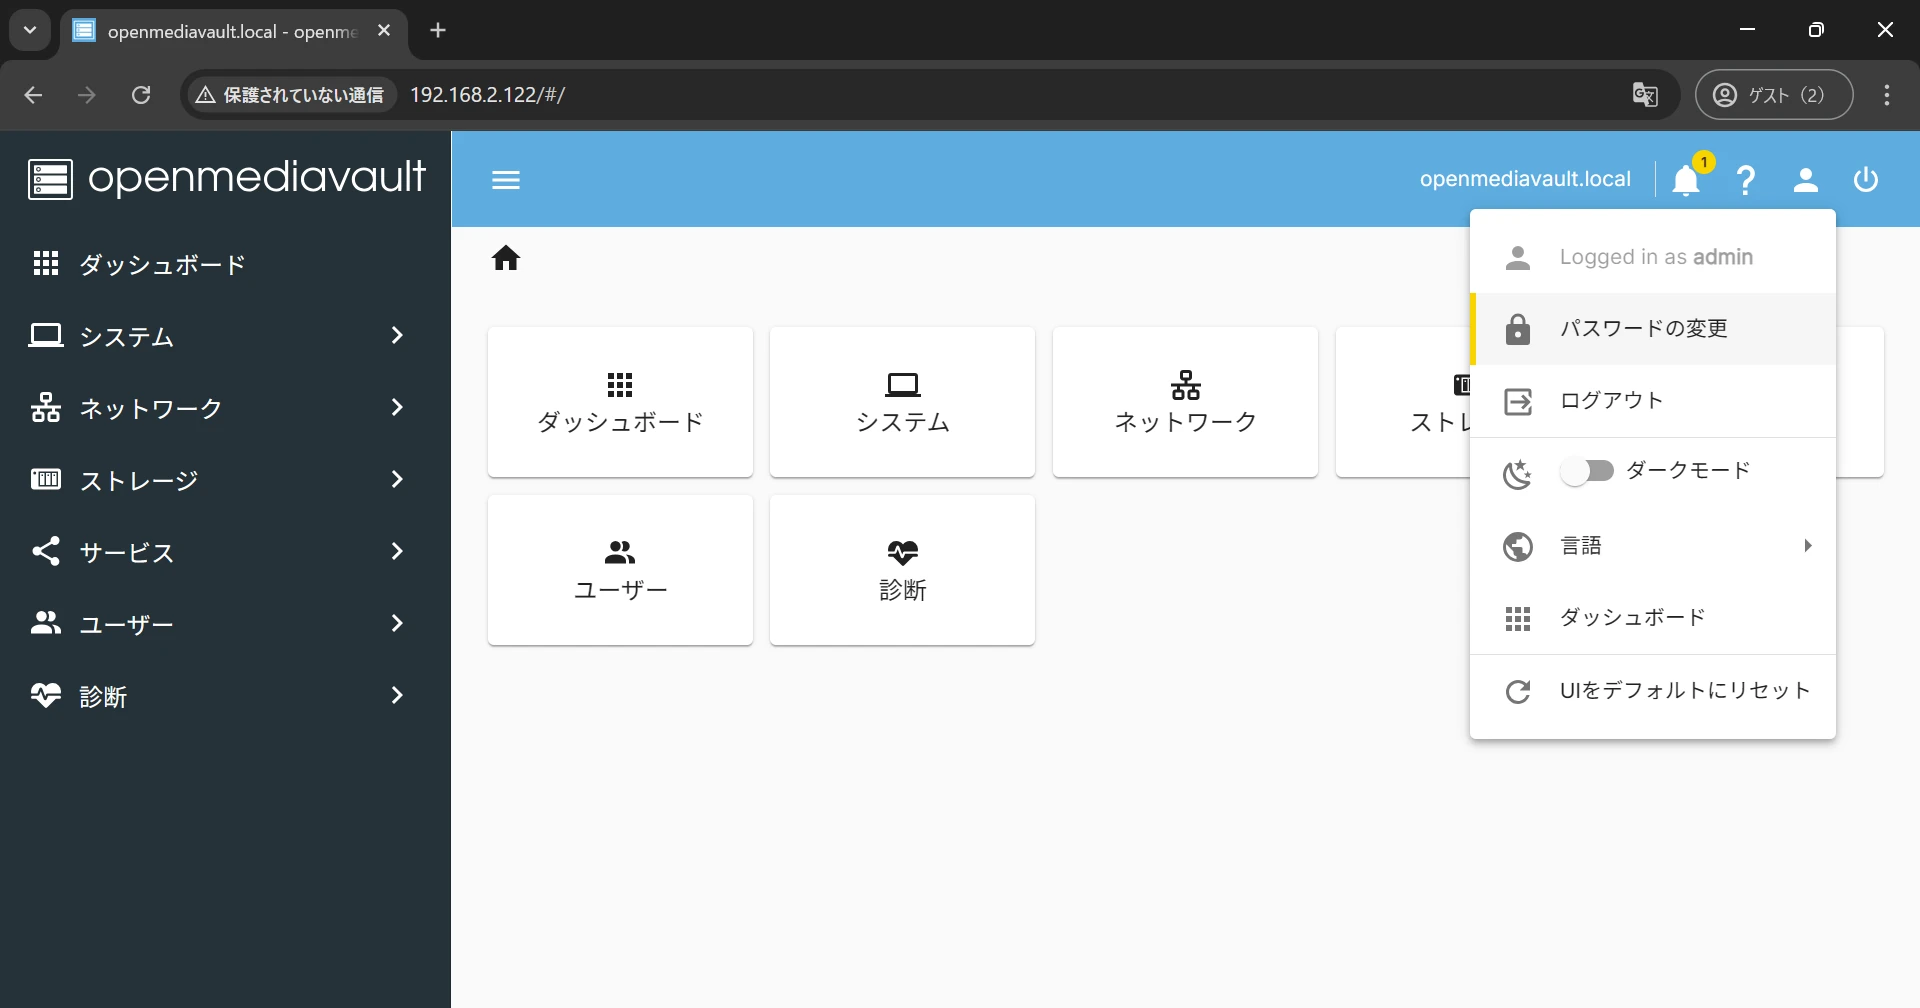 openmediavault.local - openme
保護されていない通信
192.168.2.122/#/
ゲスト (2)
openmediavault
openmediavault.local
1
ダッシュボード
システム
ネットワーク
ストレージ
サービス
ユーザー
診断
ダッシュボード
システム
ネットワーク
ストレ
ユーザー
診断
Logged in as admin
パスワードの変更
ログアウト
ダークモード
言語
ダッシュボード
UIをデフォルトにリセット